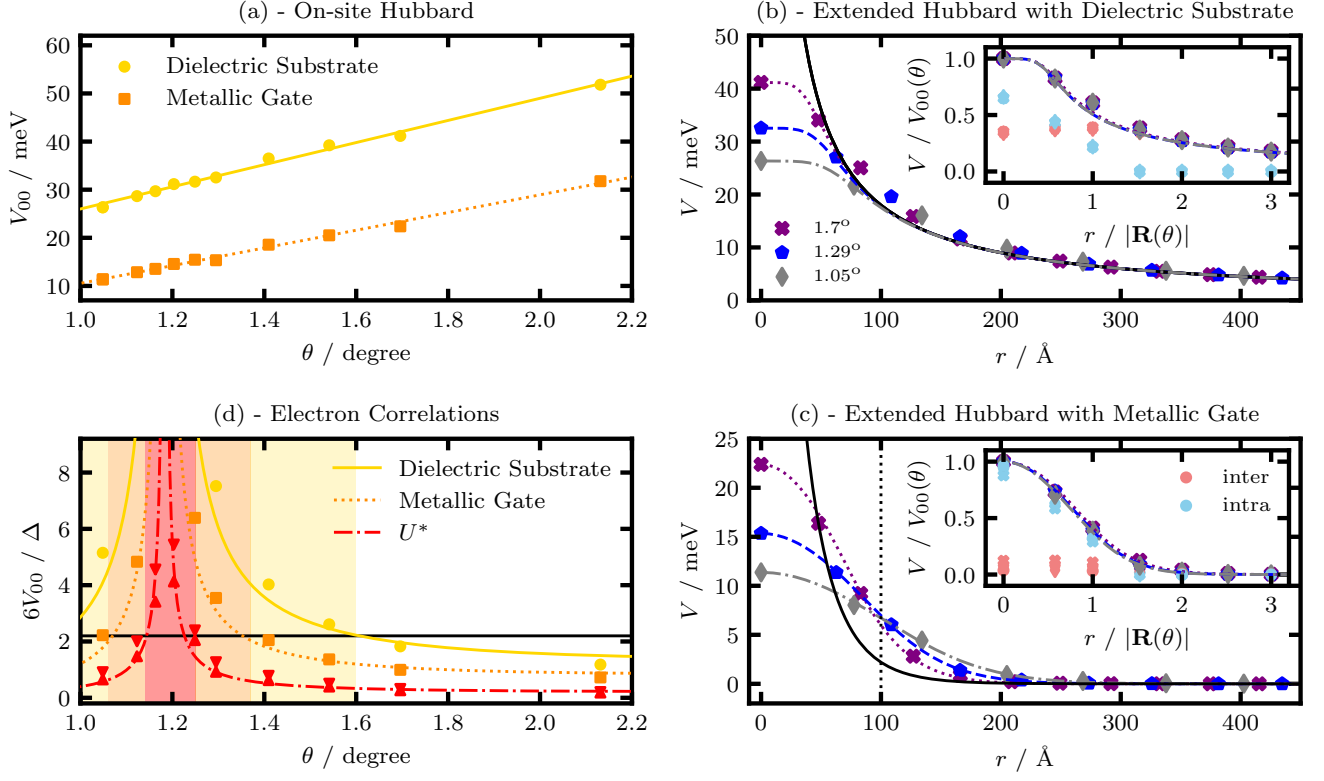 (a) - On-site Hubbard
V₀₀ / meV
60
50
40
30
20
10
Dielectric Substrate
Metallic Gate
1.0 1.2 1.4 1.6 1.8 2.0 2.2
θ / degree
(b) - Extended Hubbard with Dielectric Substrate
V / meV
50
40
30
20
10
0
1.7°
1.29°
1.05°
0 100 200 300 400
r / Å
V / V₀₀(θ)
1.0
0.5
0.0
0 1 2 3
r / |R(θ)|
(d) - Electron Correlations
6V₀₀ / Δ
8
6
4
2
0
Dielectric Substrate
Metallic Gate
U*
1.0 1.2 1.4 1.6 1.8 2.0 2.2
θ / degree
(c) - Extended Hubbard with Metallic Gate
V / meV
25
20
15
10
5
0
0 100 200 300 400
r / Å
V / V₀₀(θ)
1.0
0.5
0.0
inter
intra
0 1 2 3
r / |R(θ)|